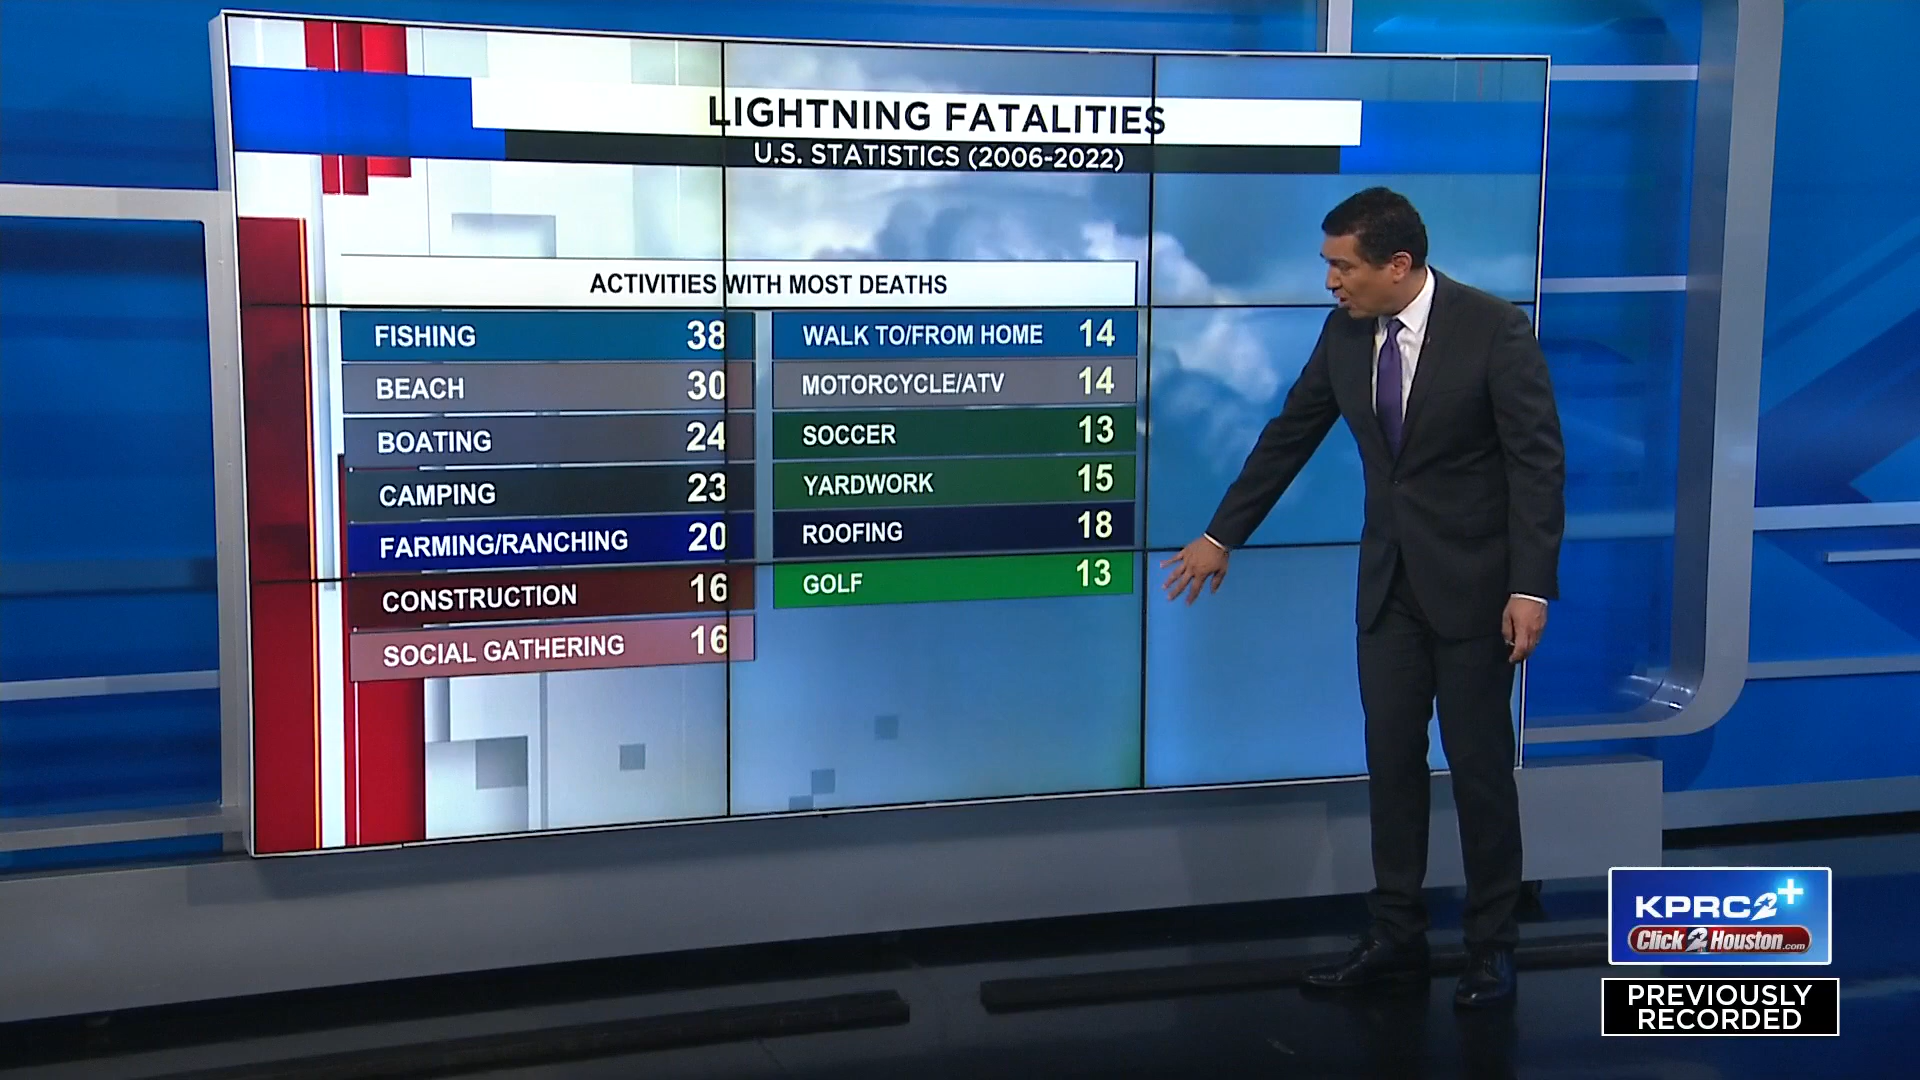 LIGHTNING FATALITIES
U.S. STATISTICS (2006-2022)
ACTIVITIES WITH MOST DEATHS
FISHING 38
BEACH 30
BOATING 24
CAMPING 23
FARMING/RANCHING 20
CONSTRUCTION 16
SOCIAL GATHERING 16
WALK TO/FROM HOME 14
MOTORCYCLE/ATV 14
SOCCER 13
YARDWORK 15
ROOFING 18
GOLF 13
KPRC2+
Click2Houston.com
PREVIOUSLY
RECORDED